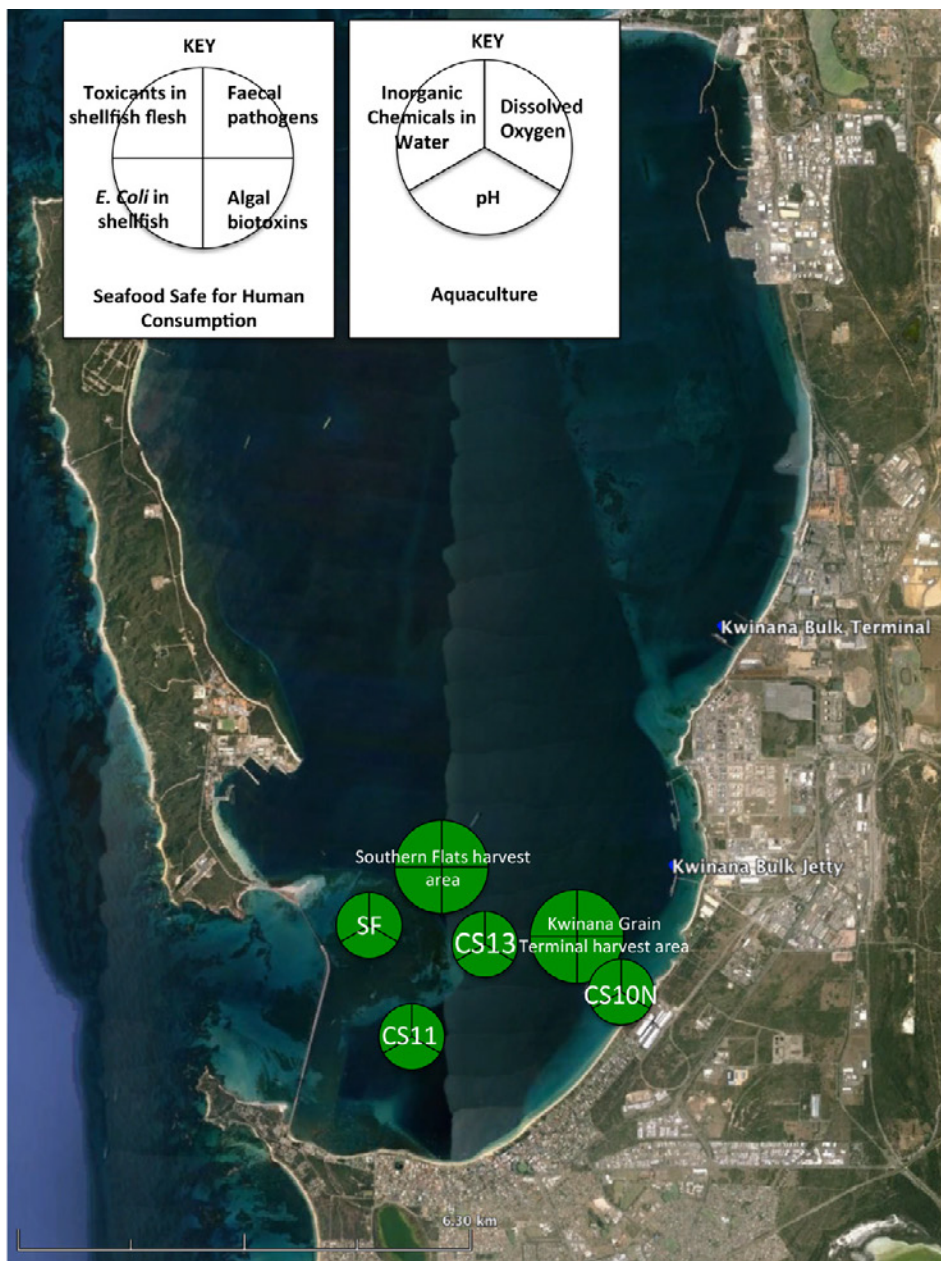 KEY
Toxicants in
shellfish flesh
Faecal
pathogens
E. Coli in
shellfish
Algal
biotoxins
Seafood Safe for Human
Consumption
KEY
Inorganic
Chemicals in
Water
Dissolved
Oxygen
pH
Aquaculture
Kwinana Bulk Terminal
Southern Flats harvest
area
Kwinana Bulk Jetty
SF
CS13
Kwinana Grain
Terminal harvest area
CS10N
CS11
6.30 km